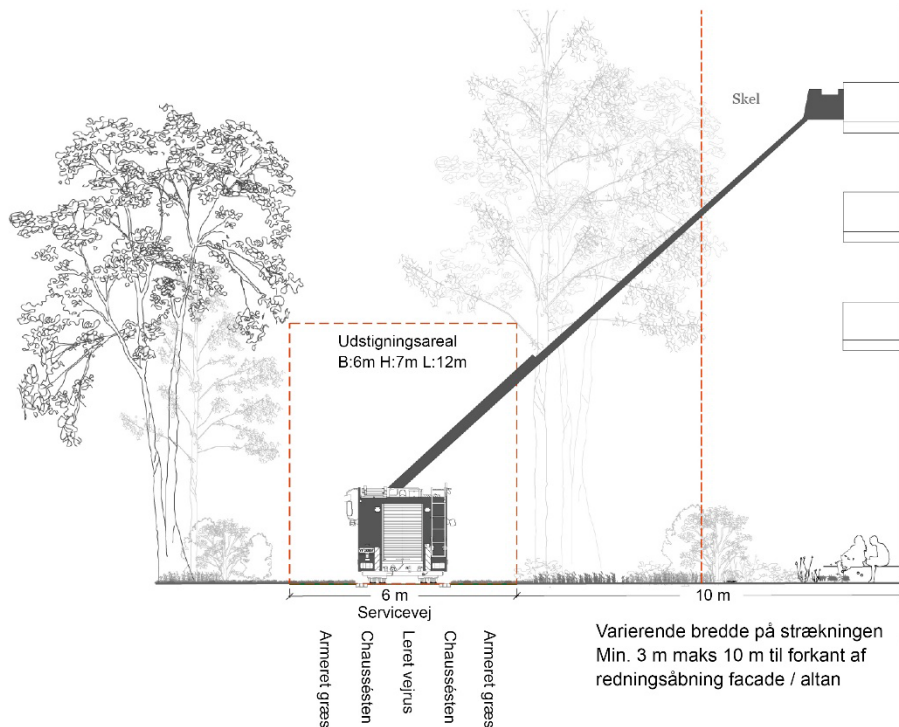 Skel
Udstigningsareal
B:6m H:7m L:12m
6 m
10 m
Servicevej
Armeret græs
Chaussésten
Leret vejrus
Chaussésten
Armeret græs
Varierende bredde på strækningen
Min. 3 m maks 10 m til forkant af
redningsåbning facade / altan